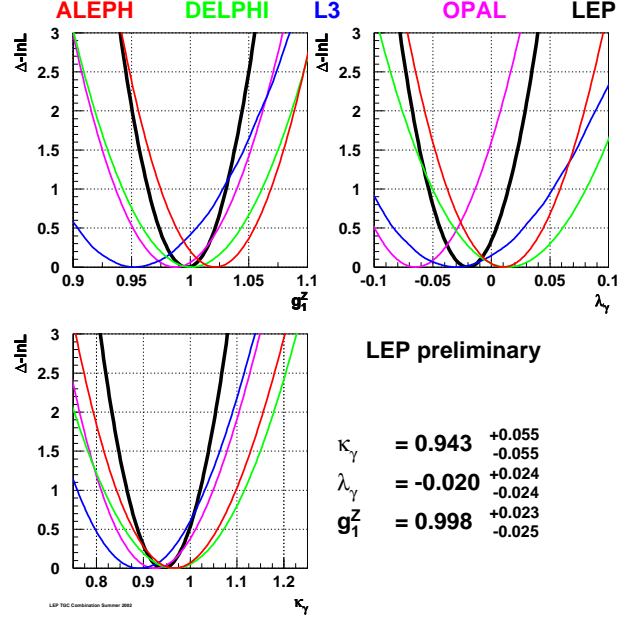 ALEPH DELPHI L3 OPAL LEP
Δ-lnL
3
2.5
2
1.5
1
0.5
0
0.9 0.95 1 1.05 1.1
g₁ᶻ
Δ-lnL
3
2.5
2
1.5
1
0.5
0
-0.1 -0.05 0 0.05 0.1
λγ
Δ-lnL
3
2.5
2
1.5
1
0.5
0
0.8 0.9 1 1.1 1.2
κγ
LEP preliminary
κγ = 0.943 +0.055 -0.055
λγ = -0.020 +0.024 -0.024
g₁ᶻ = 0.998 +0.023 -0.025
LEP TGC Combination Summer 2002